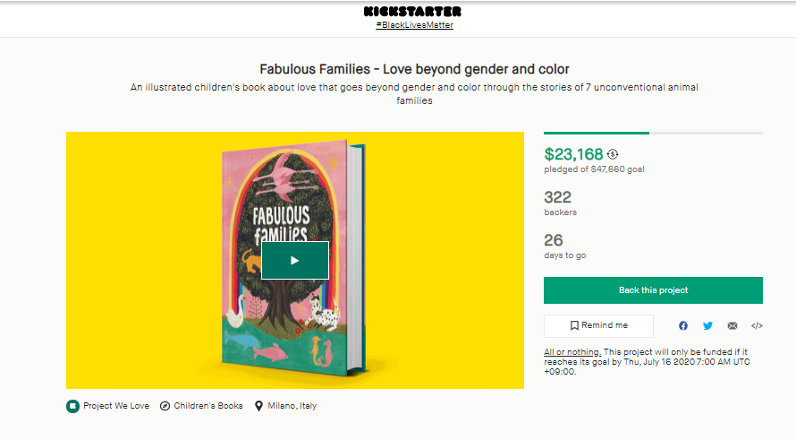 KICKSTARTER
#BlackLivesMatter
Fabulous Families - Love beyond gender and color
An illustrated children's book about love that goes beyond gender and color through the stories of 7 unconventional animal
families
FABULOUS
families
$23,168
pledged of $47,660 goal
322
backers
26
days to go
Back this project
Remind me
All or nothing. This project will only be funded if it
reaches its goal by Thu, July 16 2020 7:00 AM UTC
+09:00.
Project We Love Children's Books Milano, Italy